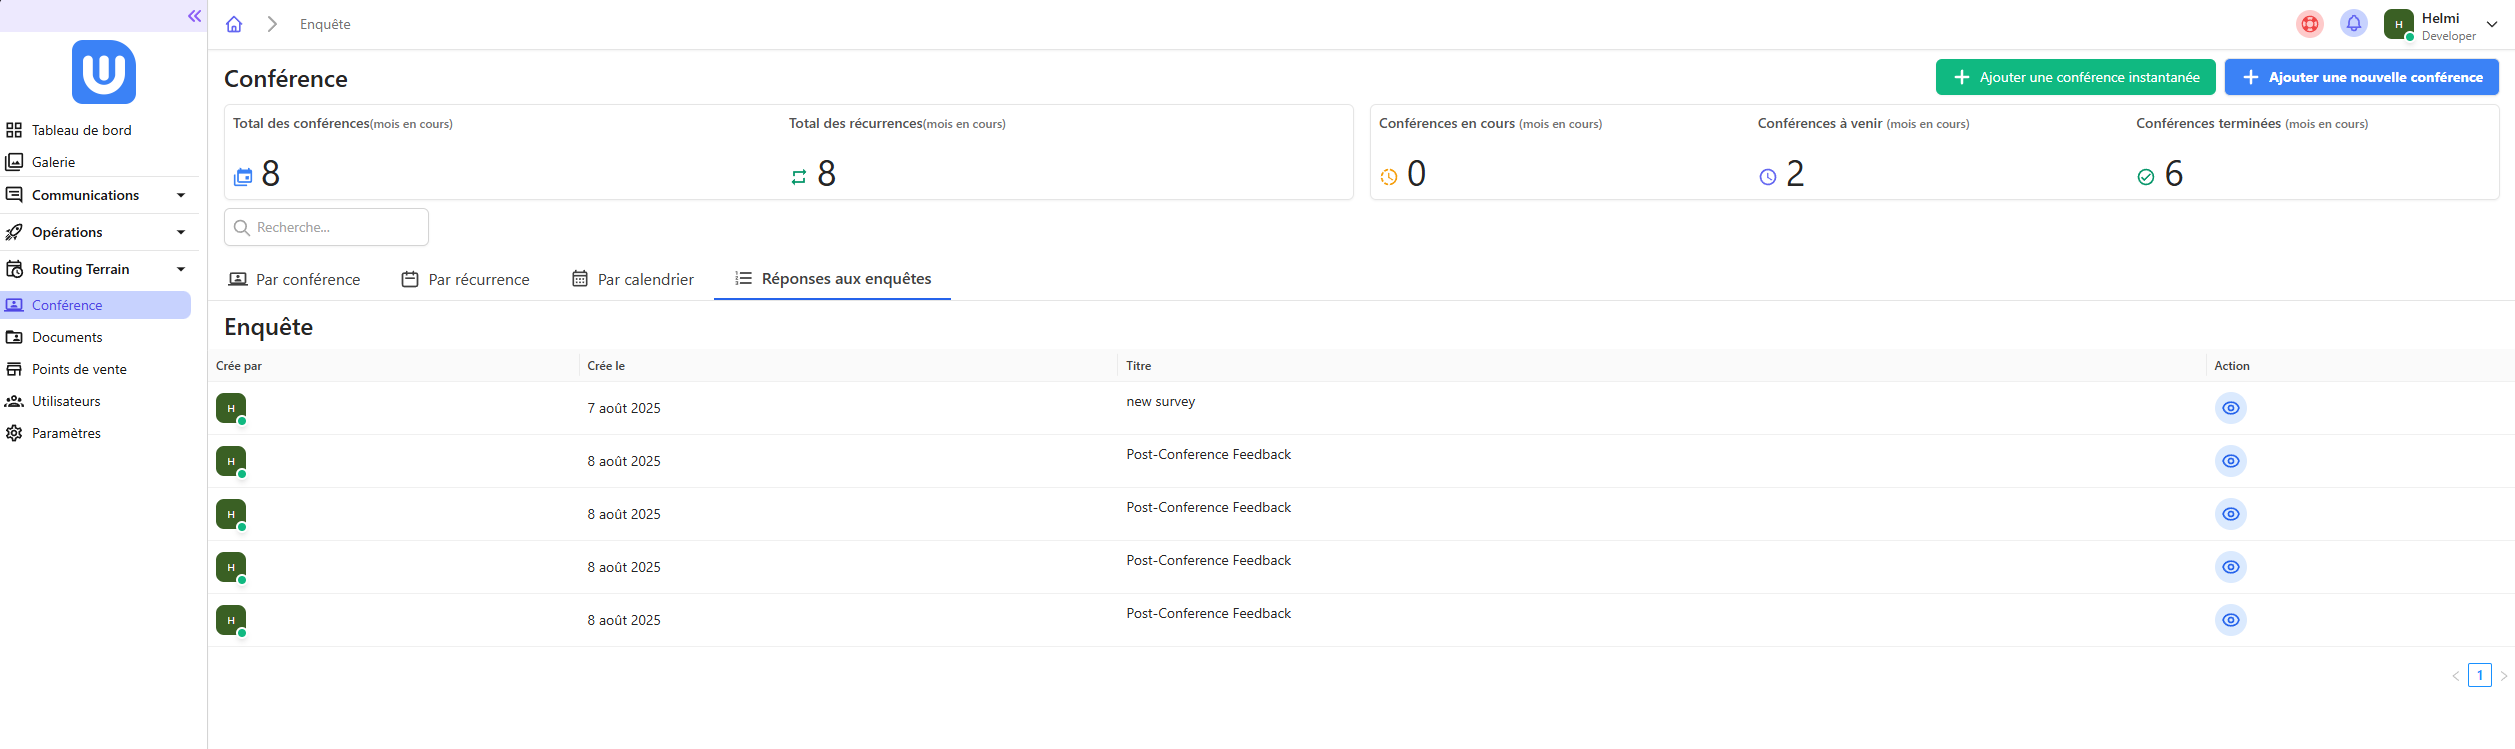 Enquête
H
Helmi
Developer
Conférence
Ajouter une conférence instantanée
Ajouter une nouvelle conférence
Total des conférences(mois en cours)
Total des récurrences(mois en cours)
Conférences en cours (mois en cours)
Conférences à venir (mois en cours)
Conférences terminées (mois en cours)
8
8
0
2
6
Tableau de bord
Galerie
Communications
Opérations
Routing Terrain
Conférence
Documents
Points de vente
Utilisateurs
Paramètres
Recherche...
Par conférence
Par récurrence
Par calendrier
Réponses aux enquêtes
Enquête
Crée par
Crée le
Titre
Action
H
7 août 2025
new survey
H
8 août 2025
Post-Conference Feedback
H
8 août 2025
Post-Conference Feedback
H
8 août 2025
Post-Conference Feedback
H
8 août 2025
Post-Conference Feedback
1